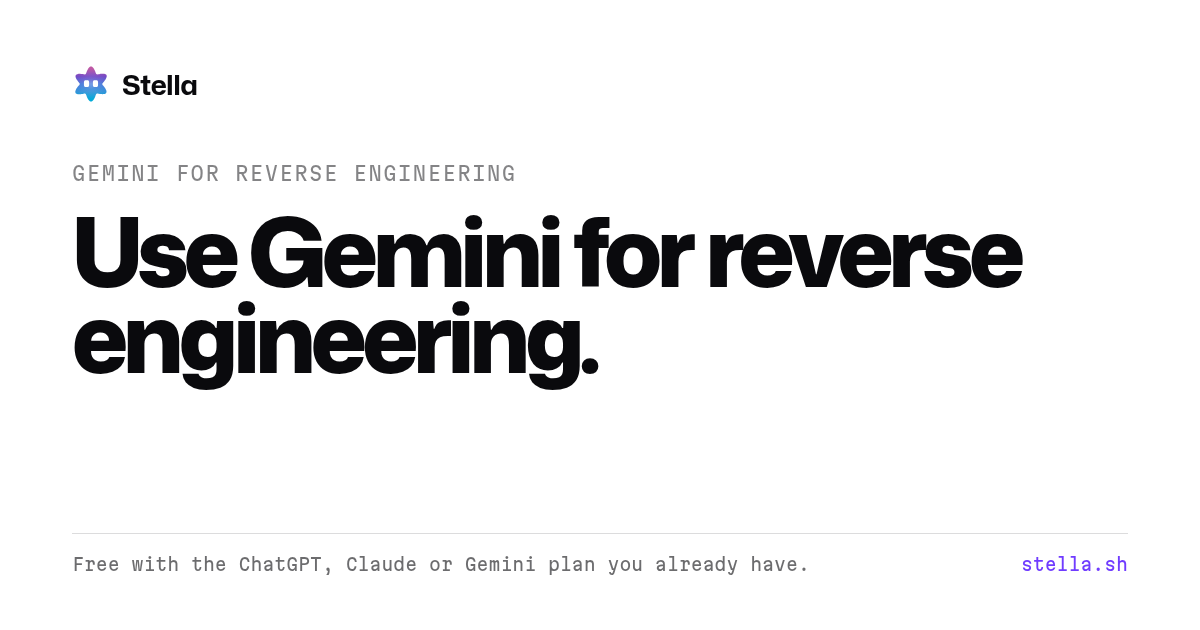 Stella
GEMINI FOR REVERSE ENGINEERING
Use Gemini for reverse
engineering.
Free with the ChatGPT, Claude or Gemini plan you already have.
stella.sh